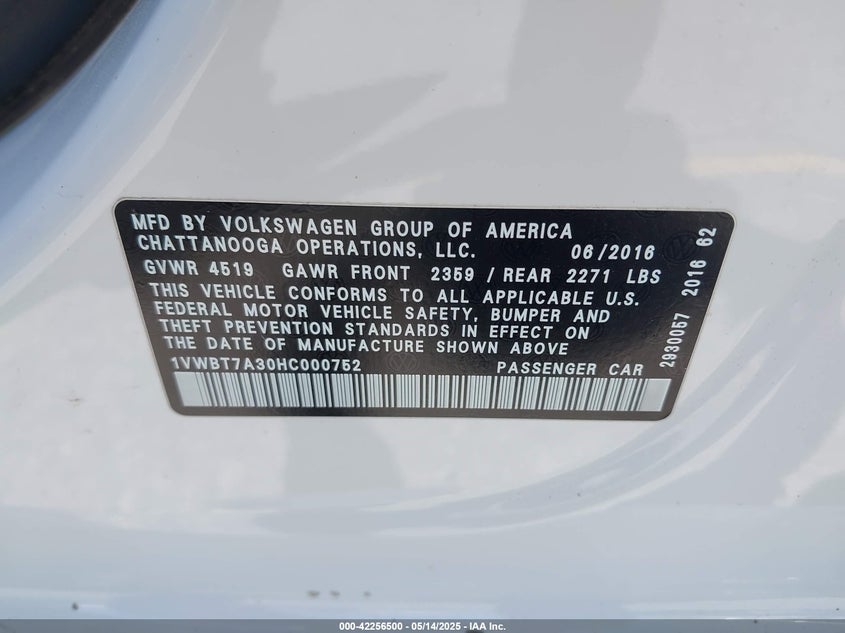 MFD BY VOLKSWAGEN GROUP OF AMERICA
CHATTANOOGA OPERATIONS, LLC. 06/2016
GVWR 4519 GAWR FRONT 2359 / REAR 2271 LBS
THIS VEHICLE CONFORMS TO ALL APPLICABLE U.S.
FEDERAL MOTOR VEHICLE SAFETY, BUMPER AND
THEFT PREVENTION STANDARDS IN EFFECT ON
THE DATE OF MANUFACTURE SHOWN ABOVE
1VWBT7A30HC000752 PASSENGER CAR
2930057 2016 62
000-42256500 - 05/14/2025 - IAA Inc.